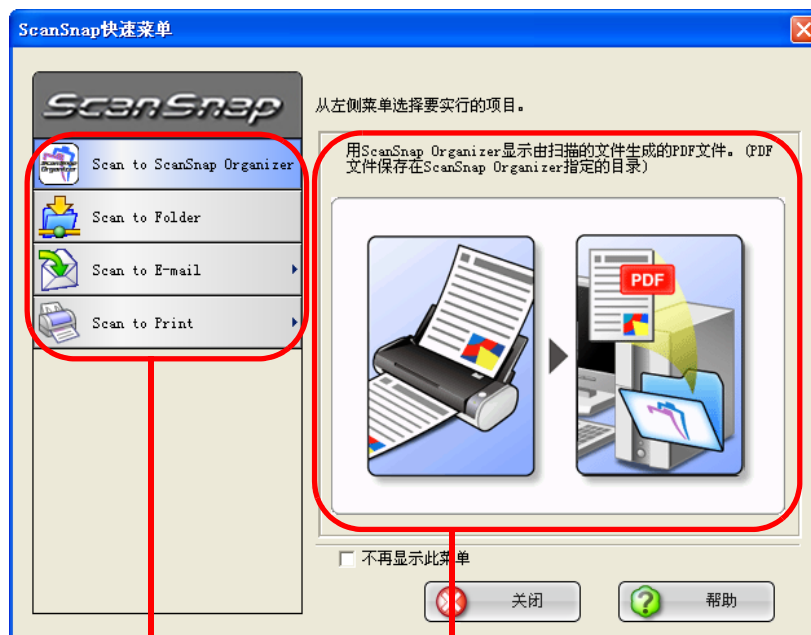 ScanSnap快速菜单
ScanSnap
从左侧菜单选择要实行的项目。
Scan to ScanSnap Organizer
Scan to Folder
Scan to E-mail
Scan to Print
用ScanSnap Organizer显示由扫描的文件生成的PDF文件。(PDF
文件保存在ScanSnap Organizer指定的目录)
PDF
不再显示此菜单
关闭
帮助